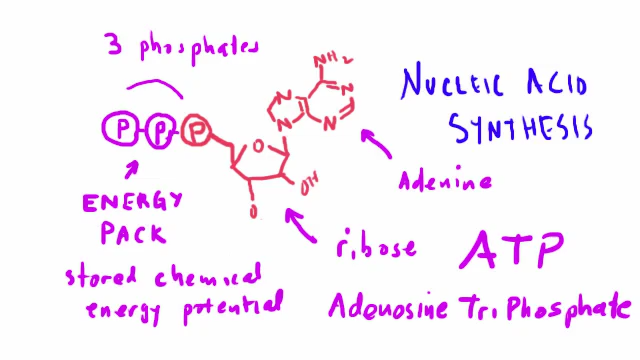 3 phosphates
NH2
N
N
N
N
NUCLEIC ACID
SYNTHESIS
P P P
O
OH
O
Adenine
ENERGY
PACK
ribose
ATP
stored chemical
energy potential
Adenosine TriPhosphate